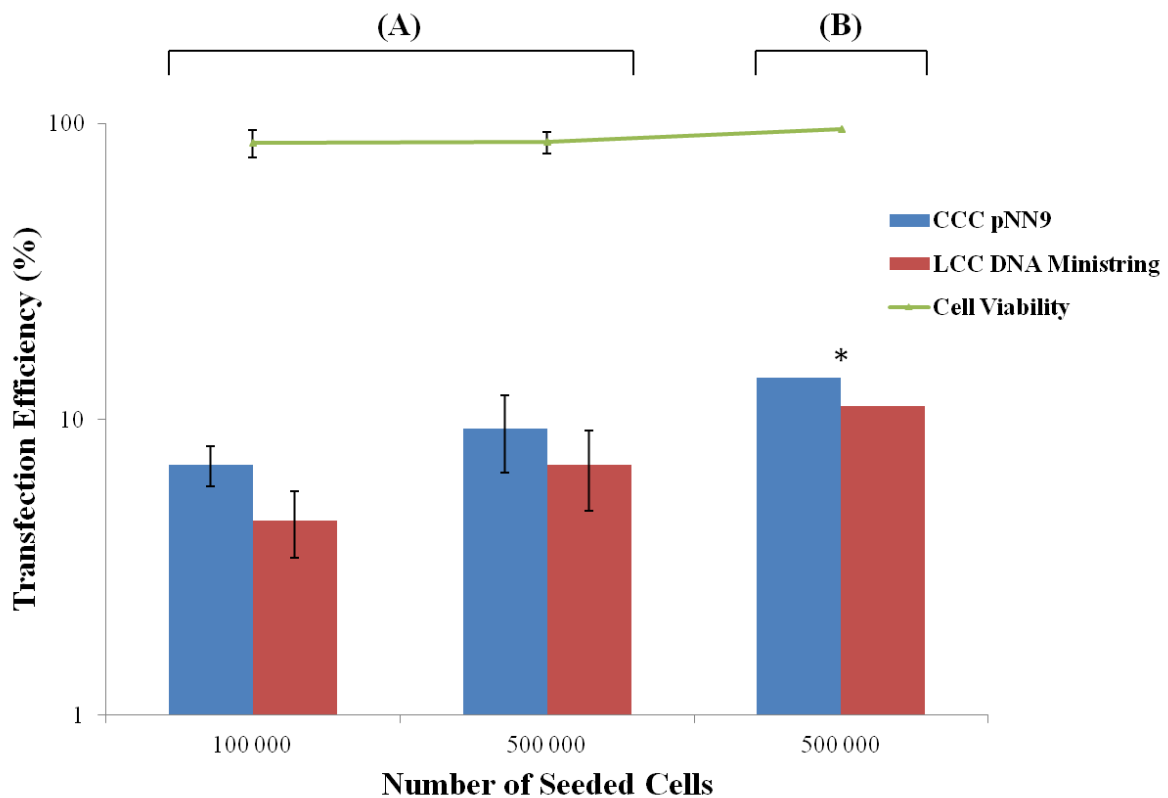 (A)
(B)
100
10
1
Transfection Efficiency (%)
CCC pNN9
LCC DNA Ministring
Cell Viability
*
100 000
500 000
500 000
Number of Seeded Cells